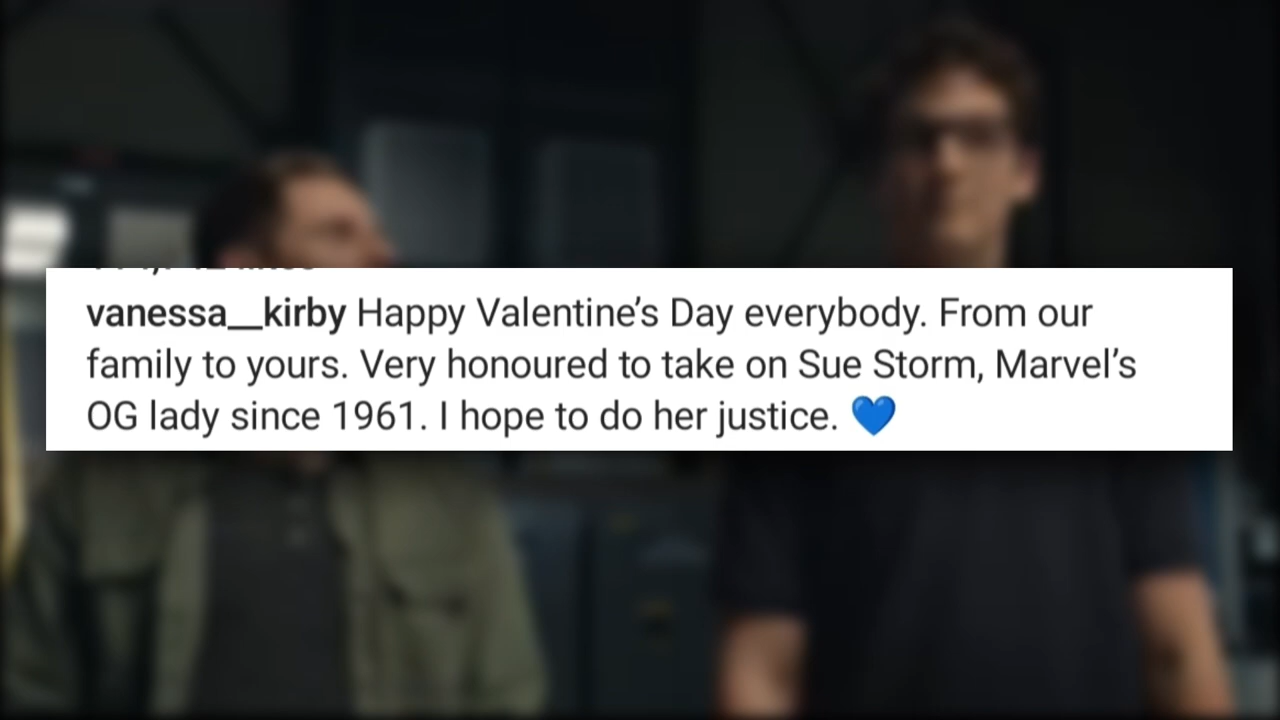 vanessa__kirby Happy Valentine’s Day everybody. From our
family to yours. Very honoured to take on Sue Storm, Marvel’s
OG lady since 1961. I hope to do her justice. 💙